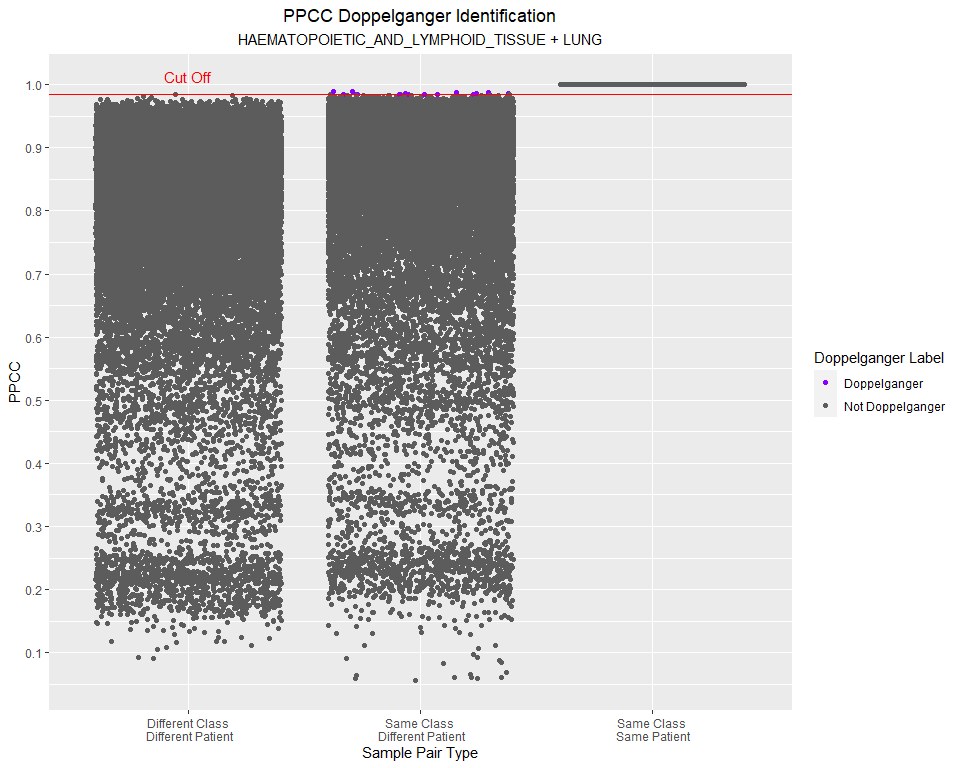 PPCC Doppelganger Identification
HAEMATOPOIETIC_AND_LYMPHOID_TISSUE + LUNG
Cut Off
1.0
0.9
0.8
0.7
0.6
0.5
0.4
0.3
0.2
0.1
PPCC
Different Class
Different Patient
Same Class
Different Patient
Same Class
Same Patient
Sample Pair Type
Doppelganger Label
Doppelganger
Not Doppelganger